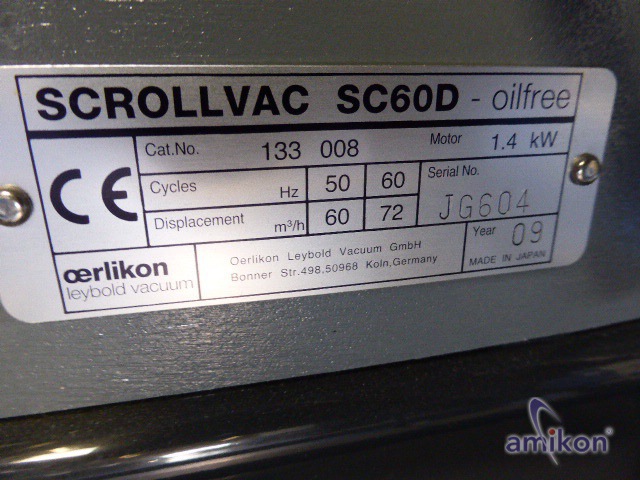 SCROLLVAC SC60D - oilfree
CE
Cat.No. 133 008 Motor 1.4 kW
Cycles Hz 50 60 Serial No.
Displacement m³/h 60 72 JG604
œrlikon
leybold vacuum
Oerlikon Leybold Vacuum GmbH
Bonner Str.498,50968 Koln,Germany
Year 09
MADE IN JAPAN
amikon